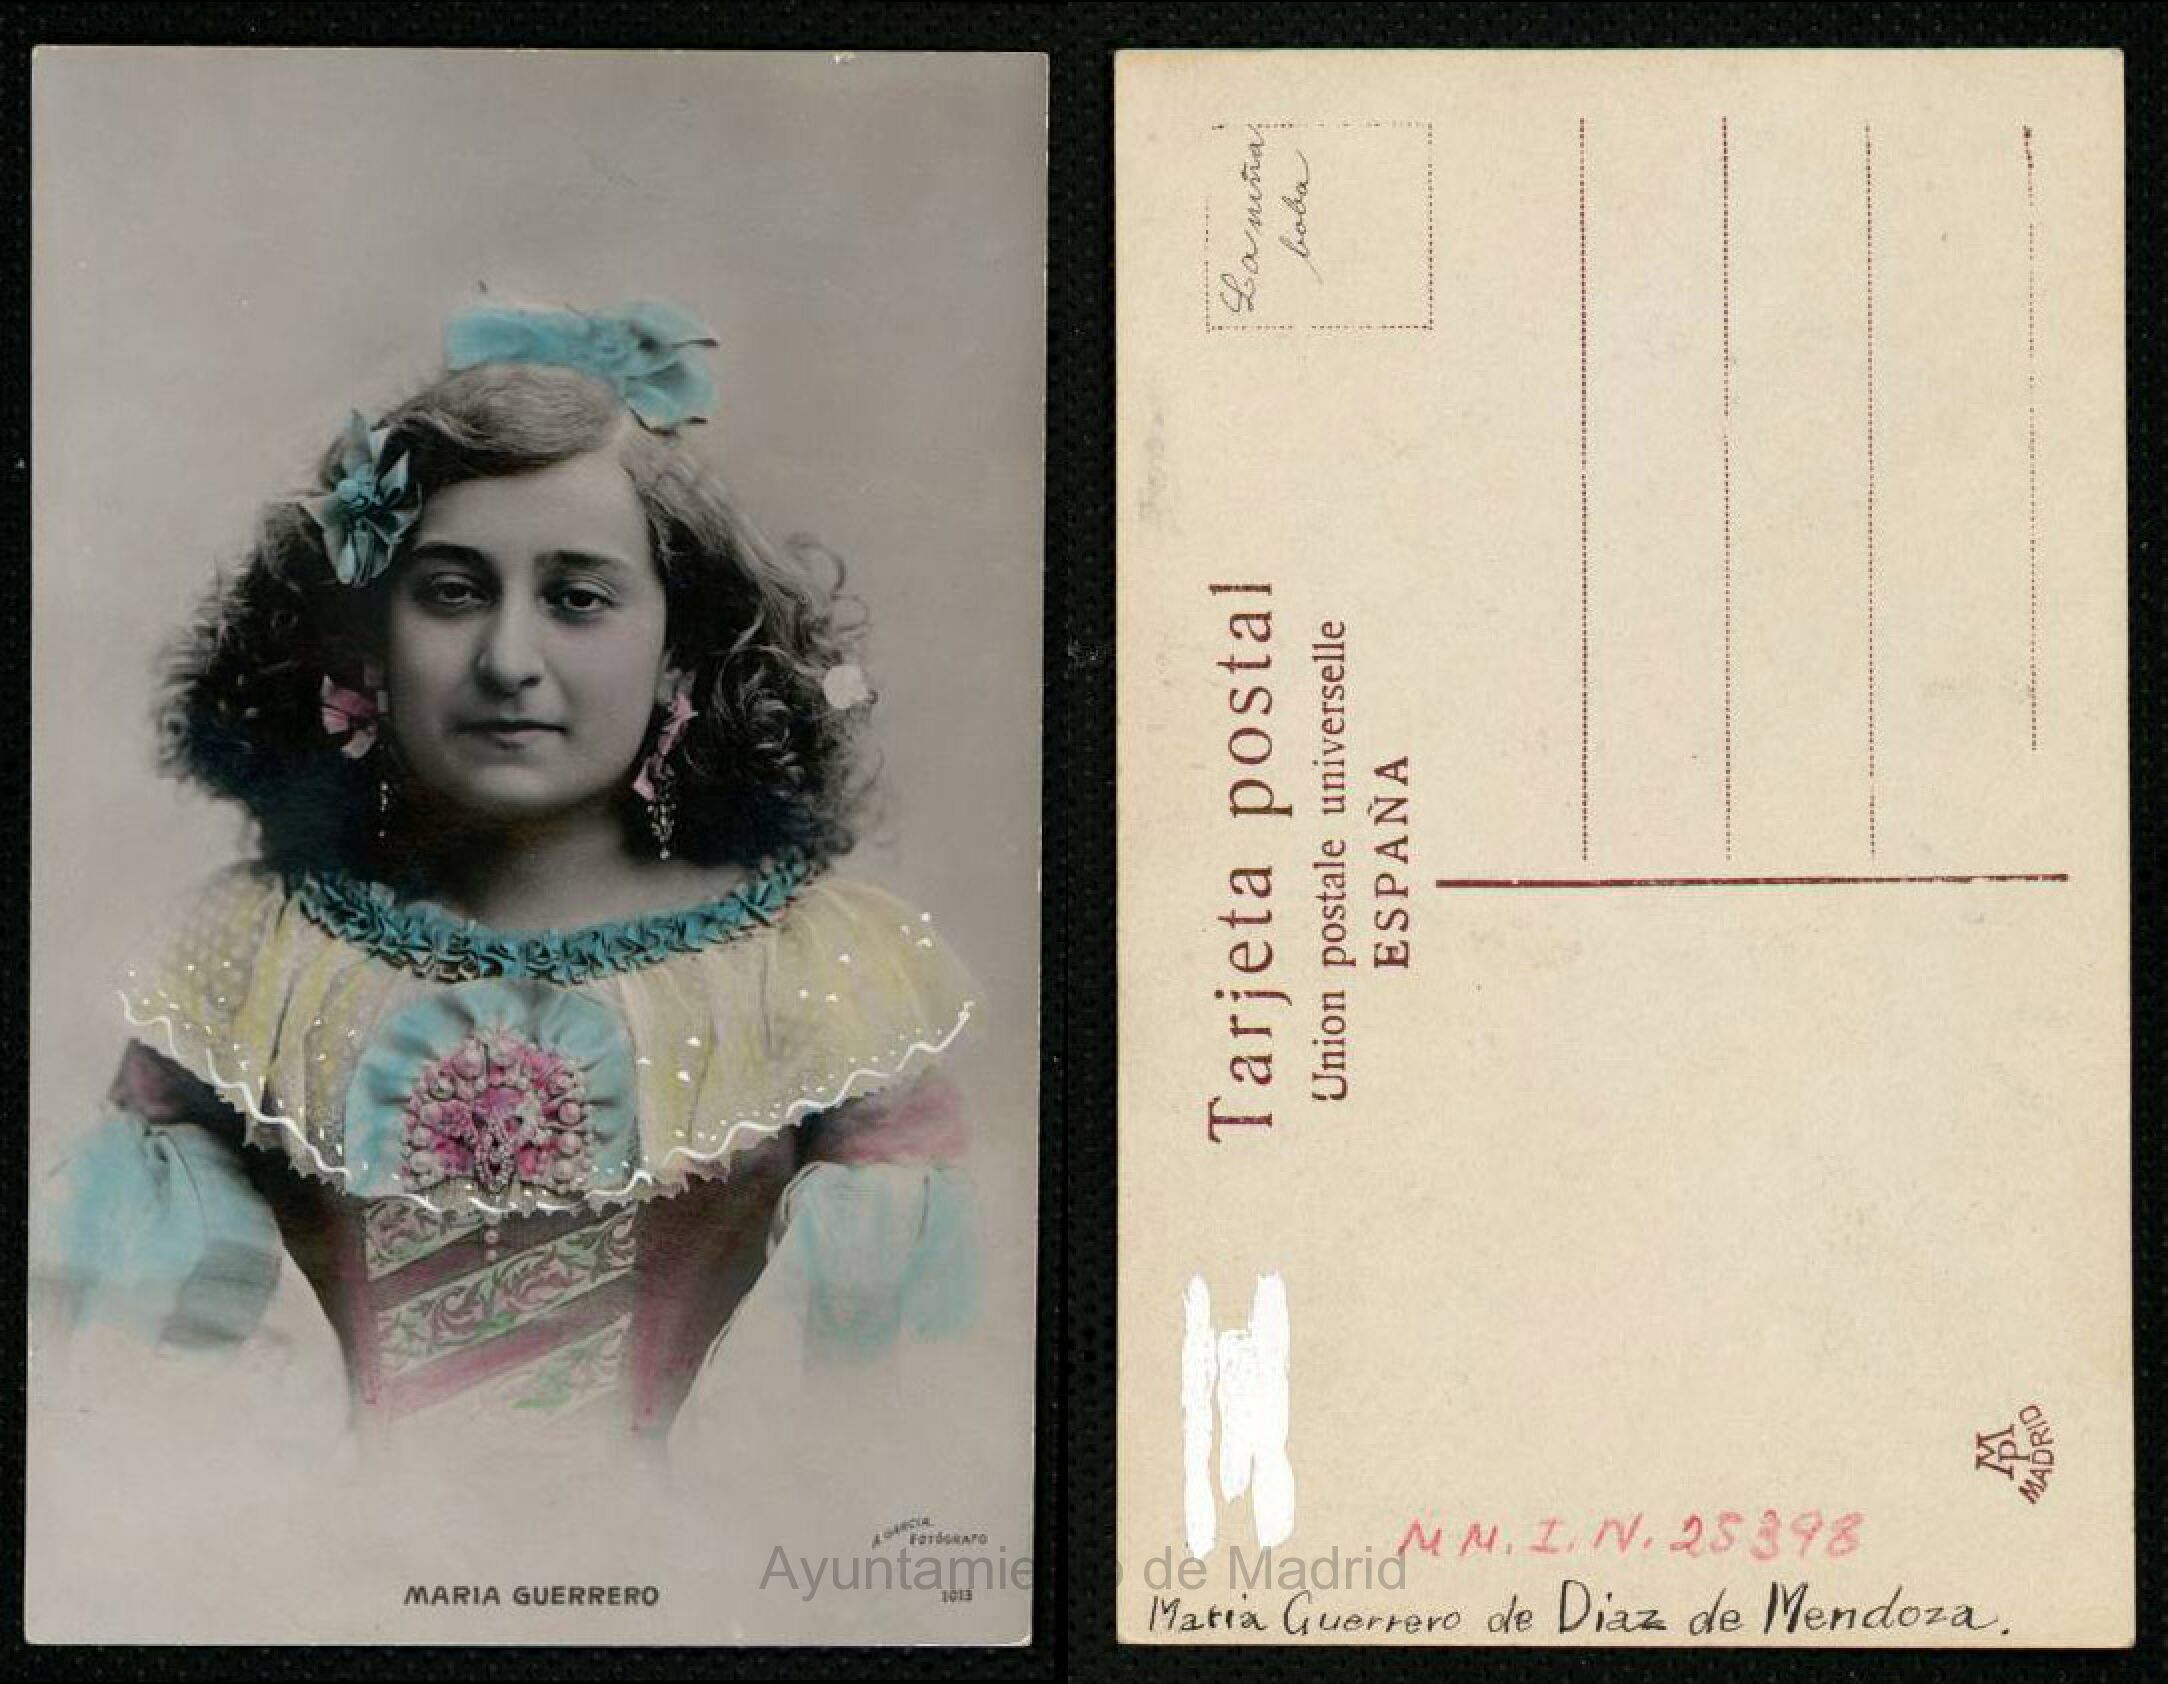 A. GARCIA.
FOTÓGRAFO
MARIA GUERRERO
1013
La niña
boba
Tarjeta postal
Union postale universelle
ESPAÑA
MP
MADRID
M M. I. N. 25398
Maria Guerrero de Diaz de Mendoza.
Ayuntamiento de Madrid